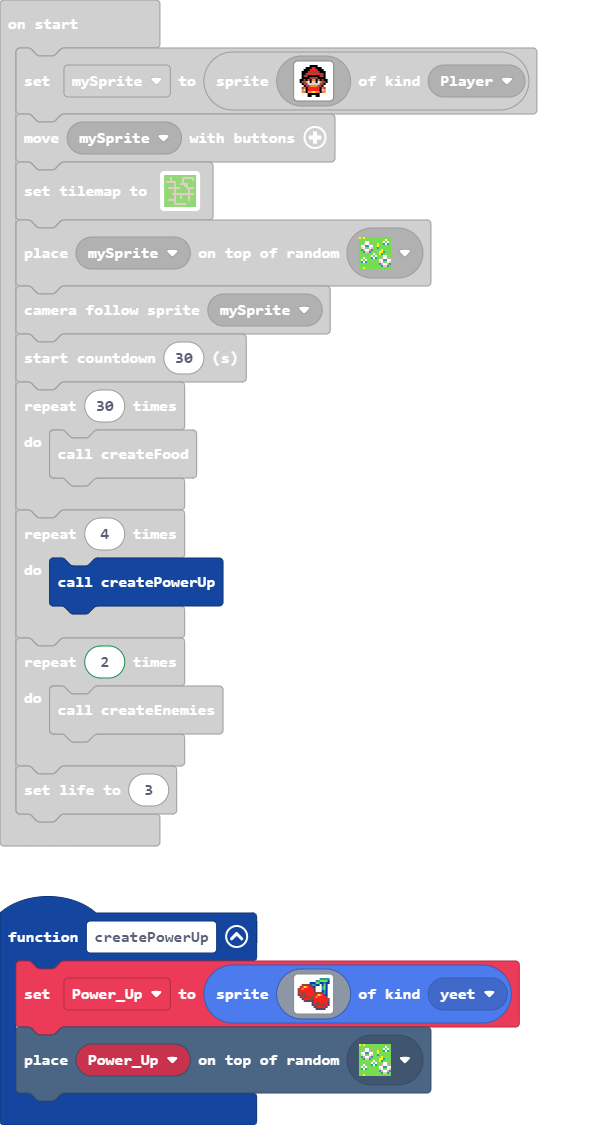 on start
set mySprite to sprite of kind Player
move mySprite with buttons
set tilemap to
place mySprite on top of random
camera follow sprite mySprite
start countdown 30 (s)
repeat 30 times
do
call createFood
repeat 4 times
do
call createPowerUp
repeat 2 times
do
call createEnemies
set life to 3
function createPowerUp
set Power_Up to sprite of kind yeet
place Power_Up on top of random